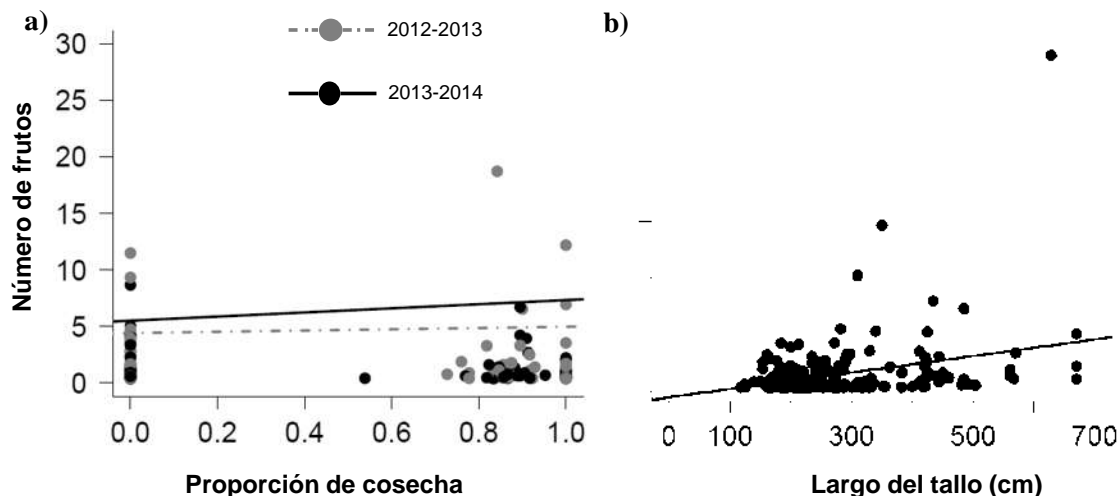 a)
2012-2013
2013-2014
Número de frutos
30
25
20
15
10
5
0
0.0 0.2 0.4 0.6 0.8 1.0
Proporción de cosecha
b)
0 100 300 500 700
Largo del tallo (cm)